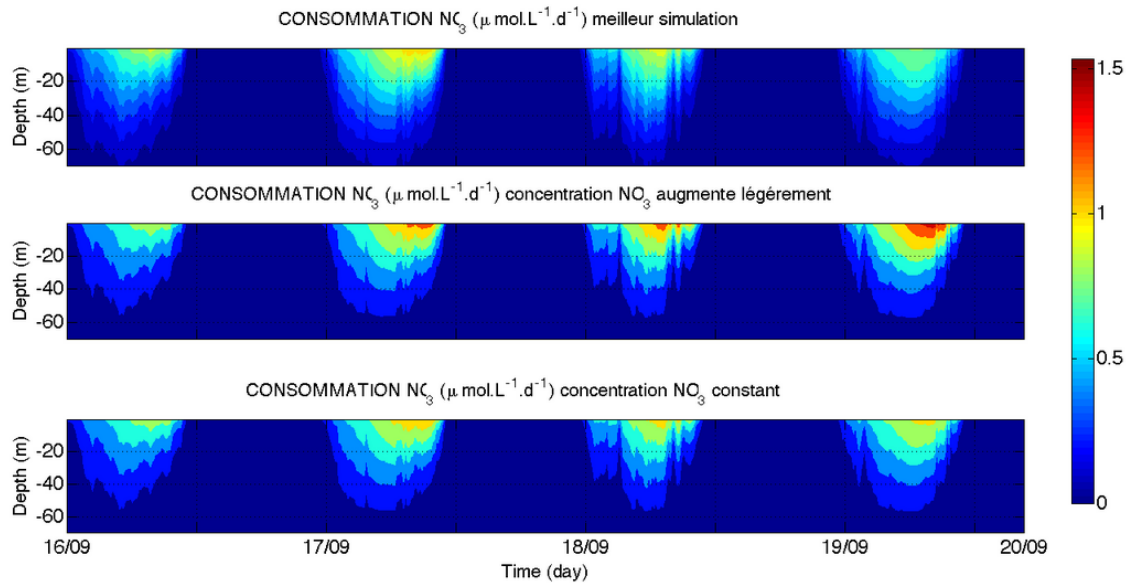 CONSOMMATION NO3 (μ mol.L-1.d-1) meilleur simulation
Depth (m)
-20
-40
-60
CONSOMMATION NO3 (μ mol.L-1.d-1) concentration NO3 augmente légérement
Depth (m)
-20
-40
-60
CONSOMMATION NO3 (μ mol.L-1.d-1) concentration NO3 constant
Depth (m)
-20
-40
-60
16/09 17/09 18/09 19/09 20/09
Time (day)
1.5
1
0.5
0